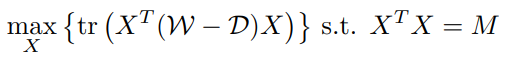 max_X {tr (X^T(𝒲 − 𝒟)X)} s.t. X^T X = M